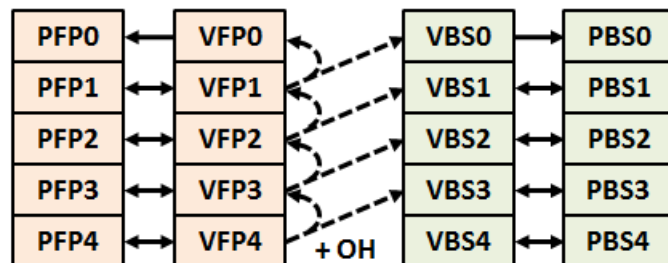 PFP0 VFP0 VBS0 PBS0
PFP1 VFP1 VBS1 PBS1
PFP2 VFP2 VBS2 PBS2
PFP3 VFP3 VBS3 PBS3
PFP4 VFP4 + OH VBS4 PBS4